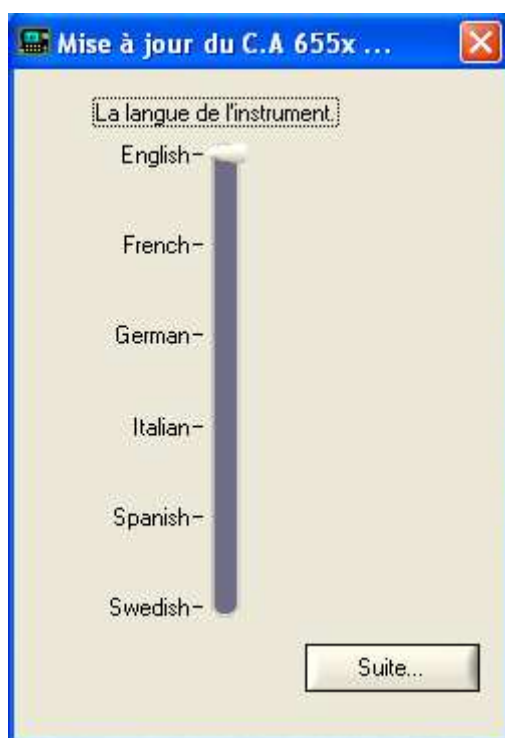 Mise à jour du C.A 655x ...
La langue de l'instrument.
English
French
German
Italian
Spanish
Swedish
Suite...